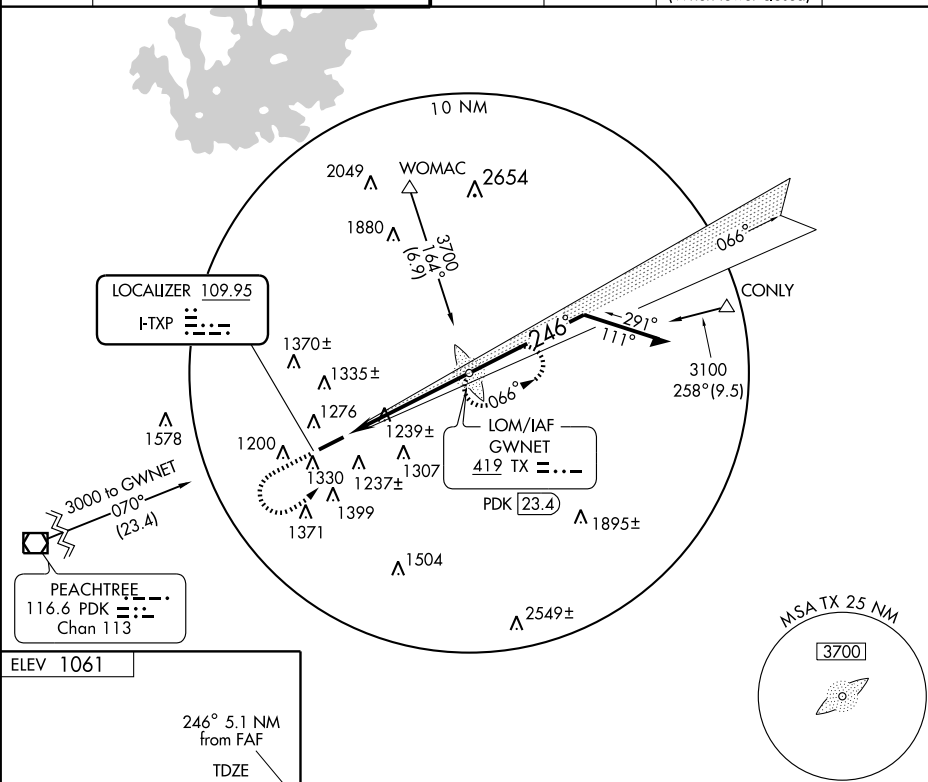 10 NM
2049
WOMAC
2654
1880
3700
164°
(6.9)
066°
LOCALIZER 109.95
I-TXP
CONLY
246°
291°
111°
3100
258°(9.5)
1370±
1335±
066°
1276
1239±
LOM/IAF
GWNET
419 TX
1578
1200
1330
1237±
1307
PDK 23.4
3000 to GWNET
070°
(23.4)
1399
1371
1895±
1504
PEACHTREE
116.6 PDK
Chan 113
2549±
MSA TX 25 NM
3700
ELEV 1061
246° 5.1 NM
from FAF
TDZE